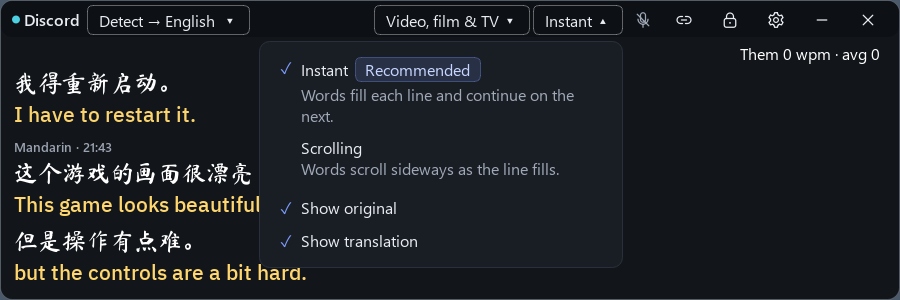 Discord
Detect → English ▾
Video, film & TV ▾
Instant ▴
Them 0 wpm · avg 0
我得重新启动。
I have to restart it.
Mandarin · 21:43
这个游戏的画面很漂亮
This game looks beautiful
但是操作有点难。
but the controls are a bit hard.
✓ Instant Recommended
Words fill each line and continue on the
next.
Scrolling
Words scroll sideways as the line fills.
✓ Show original
✓ Show translation